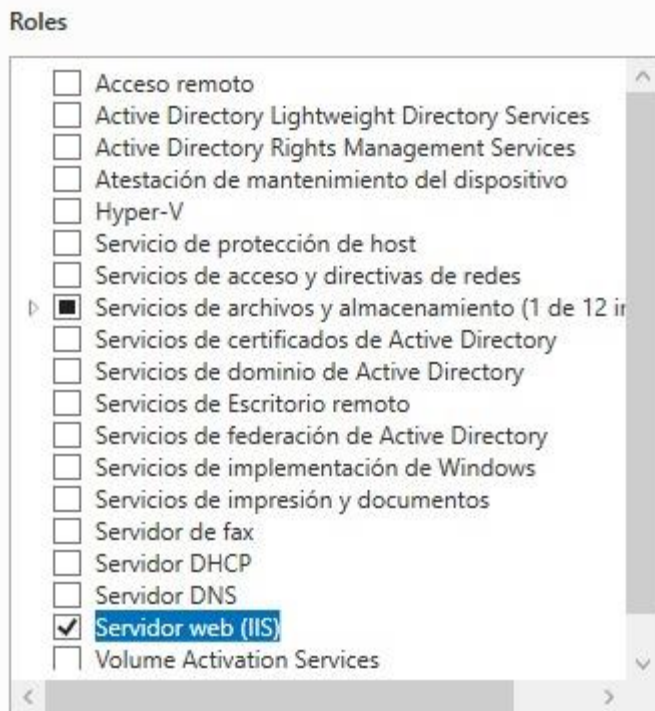 Roles
Acceso remoto
Active Directory Lightweight Directory Services
Active Directory Rights Management Services
Atestación de mantenimiento del dispositivo
Hyper-V
Servicio de protección de host
Servicios de acceso y directivas de redes
Servicios de archivos y almacenamiento (1 de 12 in
Servicios de certificados de Active Directory
Servicios de dominio de Active Directory
Servicios de Escritorio remoto
Servicios de federación de Active Directory
Servicios de implementación de Windows
Servicios de impresión y documentos
Servidor de fax
Servidor DHCP
Servidor DNS
Servidor web (IIS)
Volume Activation Services